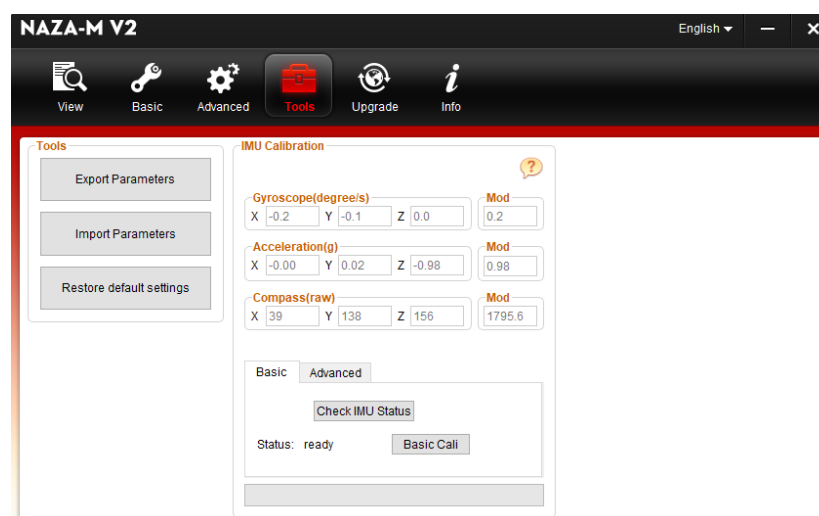 NAZA-M V2
English
View Basic Advanced Tools Upgrade Info
Tools
Export Parameters
Import Parameters
Restore default settings
IMU Calibration
?
Gyroscope(degree/s) Mod
X -0.2 Y -0.1 Z 0.0 0.2
Acceleration(g) Mod
X -0.00 Y 0.02 Z -0.98 0.98
Compass(raw) Mod
X 39 Y 138 Z 156 1795.6
Basic Advanced
Check IMU Status
Status: ready Basic Cali